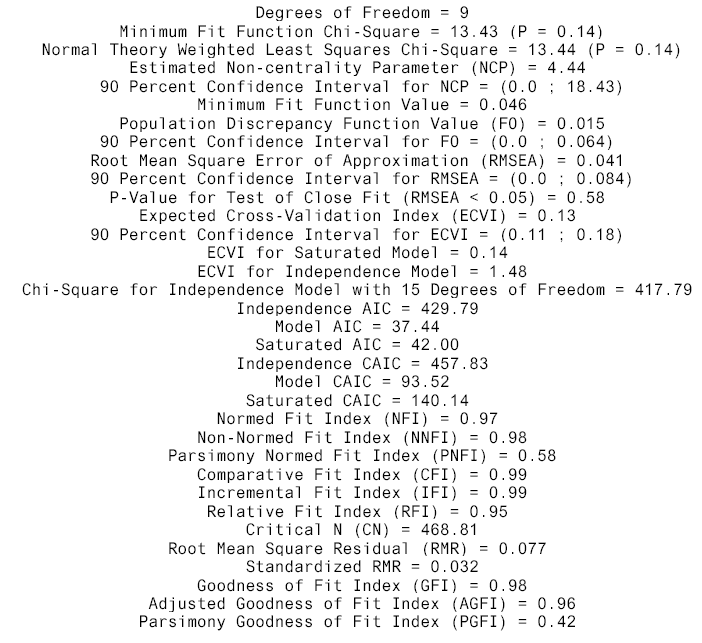 Degrees of Freedom = 9
Minimum Fit Function Chi-Square = 13.43 (P = 0.14)
Normal Theory Weighted Least Squares Chi-Square = 13.44 (P = 0.14)
Estimated Non-centrality Parameter (NCP) = 4.44
90 Percent Confidence Interval for NCP = (0.0 ; 18.43)
Minimum Fit Function Value = 0.046
Population Discrepancy Function Value (F0) = 0.015
90 Percent Confidence Interval for F0 = (0.0 ; 0.064)
Root Mean Square Error of Approximation (RMSEA) = 0.041
90 Percent Confidence Interval for RMSEA = (0.0 ; 0.084)
P-Value for Test of Close Fit (RMSEA < 0.05) = 0.58
Expected Cross-Validation Index (ECVI) = 0.13
90 Percent Confidence Interval for ECVI = (0.11 ; 0.18)
ECVI for Saturated Model = 0.14
ECVI for Independence Model = 1.48
Chi-Square for Independence Model with 15 Degrees of Freedom = 417.79
Independence AIC = 429.79
Model AIC = 37.44
Saturated AIC = 42.00
Independence CAIC = 457.83
Model CAIC = 93.52
Saturated CAIC = 140.14
Normed Fit Index (NFI) = 0.97
Non-Normed Fit Index (NNFI) = 0.98
Parsimony Normed Fit Index (PNFI) = 0.58
Comparative Fit Index (CFI) = 0.99
Incremental Fit Index (IFI) = 0.99
Relative Fit Index (RFI) = 0.95
Critical N (CN) = 468.81
Root Mean Square Residual (RMR) = 0.077
Standardized RMR = 0.032
Goodness of Fit Index (GFI) = 0.98
Adjusted Goodness of Fit Index (AGFI) = 0.96
Parsimony Goodness of Fit Index (PGFI) = 0.42